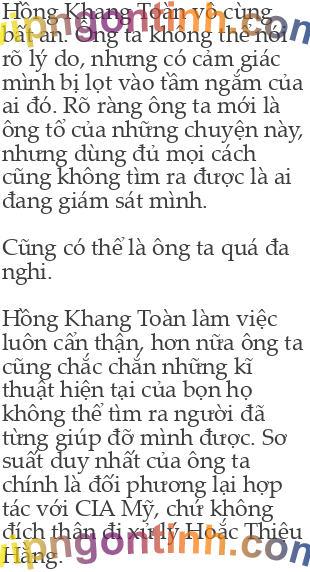 Hồng Khang Toàn vô cùng
bất an. Ông ta không thể nói
rõ lý do, nhưng có cảm giác
mình bị lọt vào tầm ngắm của
ai đó. Rõ ràng ông ta mới là
ông tổ của những chuyện này,
nhưng dùng đủ mọi cách
cũng không tìm ra được là ai
đang giám sát mình.
Cũng có thể là ông ta quá đa
nghi.
Hồng Khang Toàn làm việc
luôn cẩn thận, hơn nữa ông ta
cũng chắc chắn những kĩ
thuật hiện tại của bọn họ
không thể tìm ra người đã
từng giúp đỡ mình được. Sơ
suất duy nhất của ông ta
chính là đối phương lại hợp
tác với CIA Mỹ, chứ không
đích thân đi xử lý Hoắc Thiệu
Hằng.